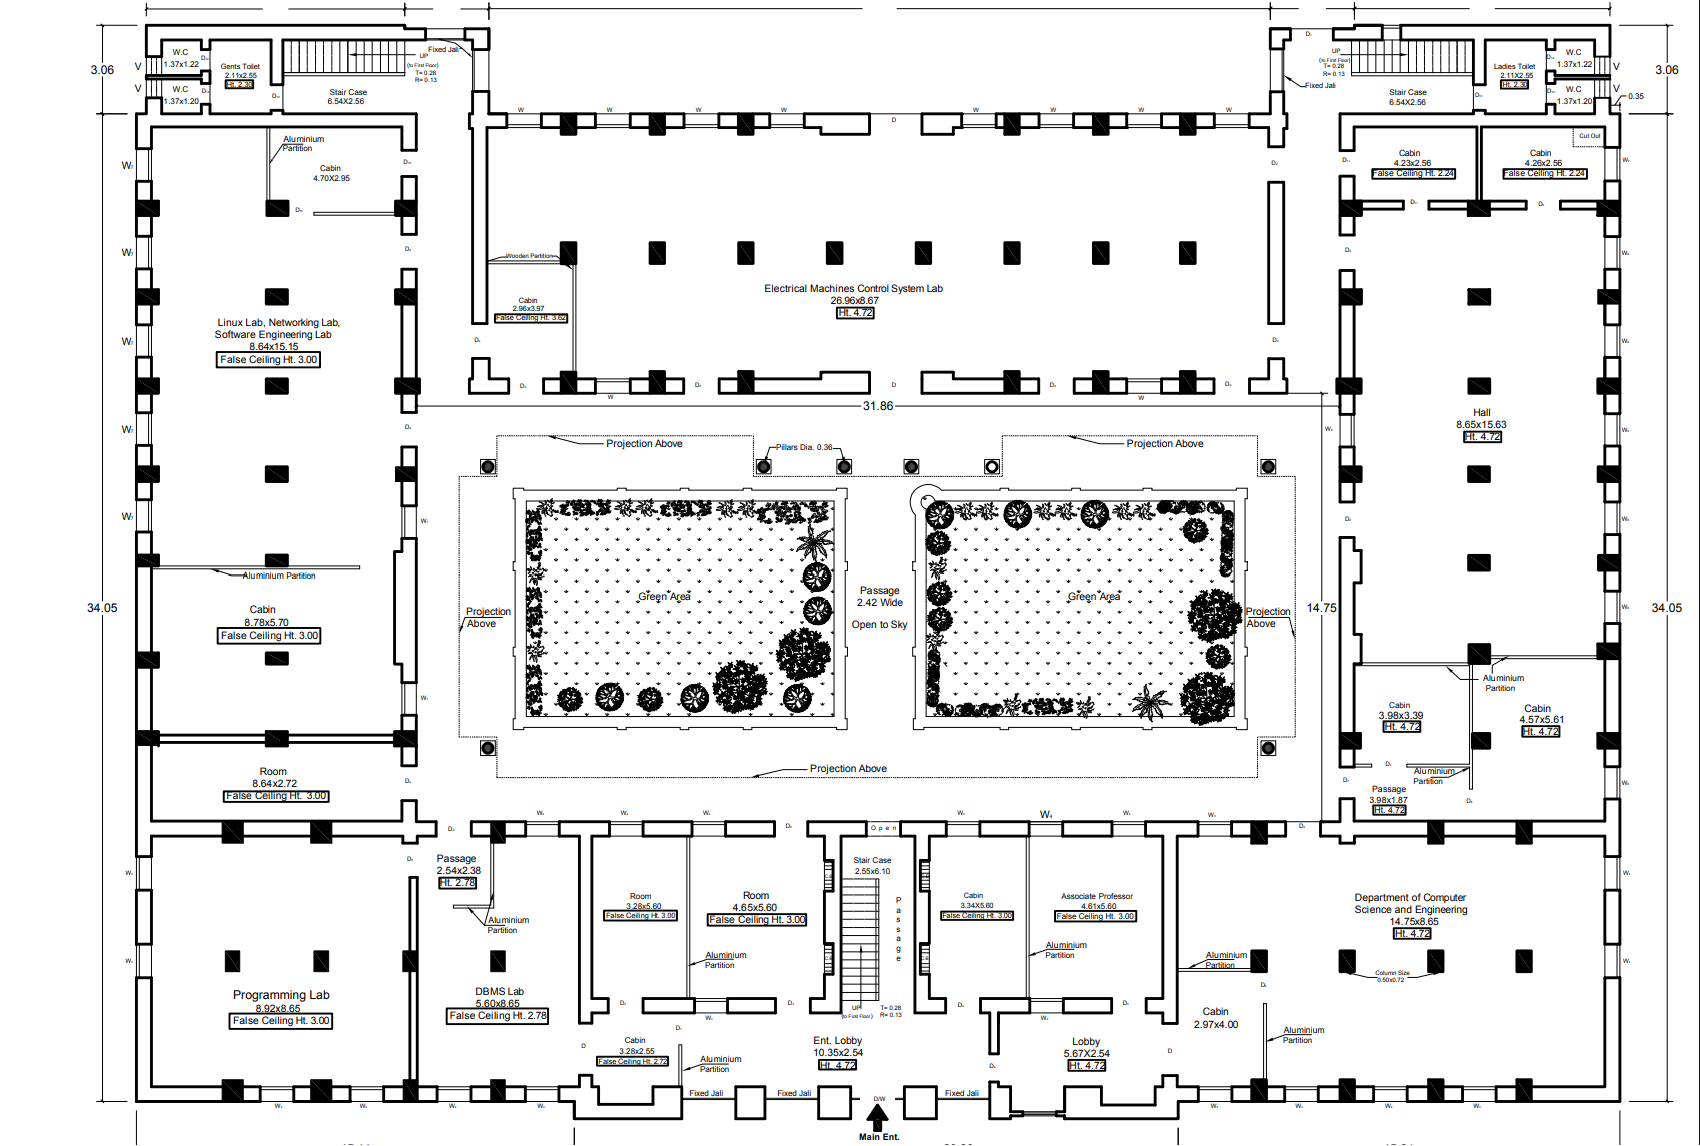 3.06
W.C
1.37x1.22
W.C
1.37x1.20
V
V
Gents Toilet
2.11x2.55
Ht. 2.30
UP
(to First Floor)
T= 0.28
R= 0.13
Fixed Jali
Stair Case
6.54X2.56
UP
(to First Floor)
T= 0.28
R= 0.13
Fixed Jali
Stair Case
6.54X2.56
Ladies Toilet
2.11X2.55
Ht. 2.30
W.C
1.37x1.22
W.C
1.37x1.20
V
V
3.06
0.35
Aluminium
Partition
Cabin
4.70X2.95
Cabin
4.23x2.56
False Ceiling Ht. 2.24
Cabin
4.26x2.56
False Ceiling Ht. 2.24
Cut Out
Wooden Partition
Cabin
2.96x3.97
False Ceiling Ht. 3.62
Electrical Machines Control System Lab
26.96x8.67
Ht. 4.72
Linux Lab, Networking Lab,
Software Engineering Lab
8.64x15.15
False Ceiling Ht. 3.00
31.86
Hall
8.65x15.63
Ht. 4.72
Projection Above
Pillars Dia. 0.36
Projection Above
Aluminium Partition
Green Area
Passage
2.42 Wide
Open to Sky
Green Area
Projection
Above
Projection
Above
34.05
14.75
34.05
Cabin
8.78x5.70
False Ceiling Ht. 3.00
Aluminium
Partition
Cabin
3.98x3.39
Ht. 4.72
Cabin
4.57x5.61
Ht. 4.72
Projection Above
Room
8.64x2.72
False Ceiling Ht. 3.00
Aluminium
Partition
Passage
3.98x1.87
Ht. 4.72
Open
Passage
2.54x2.38
Ht. 2.78
Aluminium
Partition
Room
3.28x5.60
False Ceiling Ht. 3.00
Room
4.65x5.60
False Ceiling Ht. 3.00
Stair Case
2.55x6.10
Passage
Cabin
3.34X5.60
False Ceiling Ht. 3.00
Associate Professor
4.61x5.60
False Ceiling Ht. 3.00
Department of Computer
Science and Engineering
14.75x8.65
Ht. 4.72
Aluminium
Partition
Aluminium
Partition
Aluminium
Partition
Column Size
0.50x0.72
Programming Lab
8.92x8.65
False Ceiling Ht. 3.00
DBMS Lab
5.60x8.65
False Ceiling Ht. 2.78
UP
(to First Floor)
T= 0.28
R= 0.13
Cabin
2.97x4.00
Aluminium
Partition
Cabin
3.28x2.55
False Ceiling Ht. 2.72
Aluminium
Partition
Ent. Lobby
10.35x2.54
Ht. 4.72
Lobby
5.67X2.54
Ht. 4.72
Fixed Jali
Fixed Jali
D/W
Fixed Jali
Main Ent.